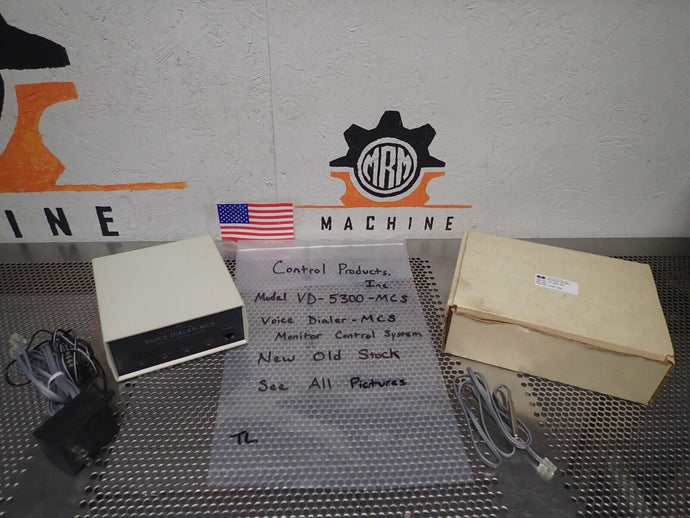 MRM
MACHINE
INE
Control Products,
Inc
Model VD-5300-MCS
Voice Dialer-MCS
Monitor Control System
New Old Stock
See All Pictures
TL
VOICE DIALER-MCS